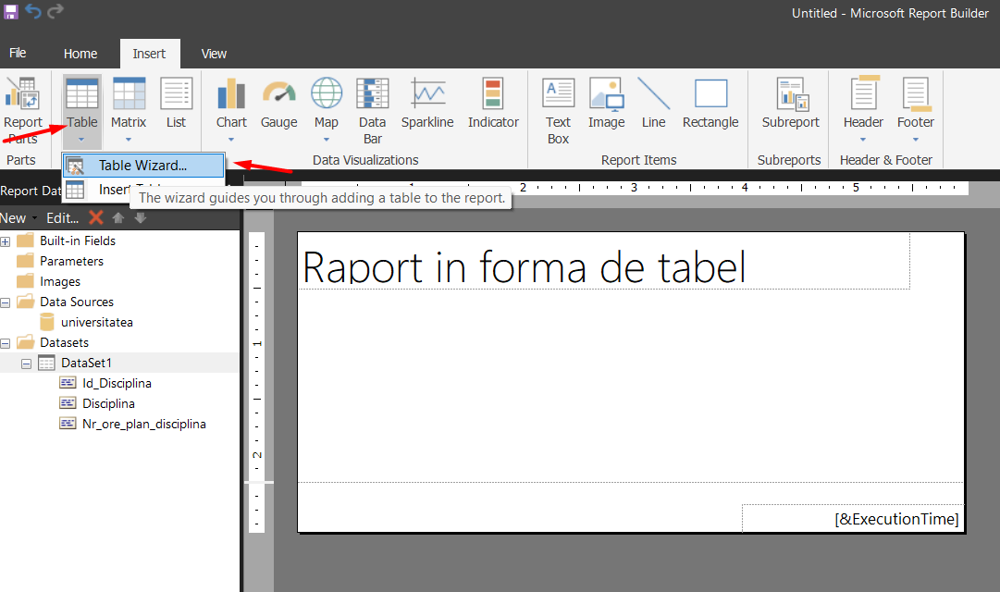 Untitled - Microsoft Report Builder
File Home Insert View
Report Parts
Table
Matrix
List
Chart
Gauge
Map
Data Bar
Sparkline
Indicator
Text Box
Image
Line
Rectangle
Subreport
Header
Footer
Parts
Data Visualizations
Report Items
Subreports
Header & Footer
Table Wizard...
Insert
The wizard guides you through adding a table to the report.
Report Dat
1 2 3 4 5
New Edit...
Built-in Fields
Parameters
Images
Data Sources
universitatea
Datasets
DataSet1
Id_Disciplina
Disciplina
Nr_ore_plan_disciplina
1
2
Raport in forma de tabel
[&ExecutionTime]